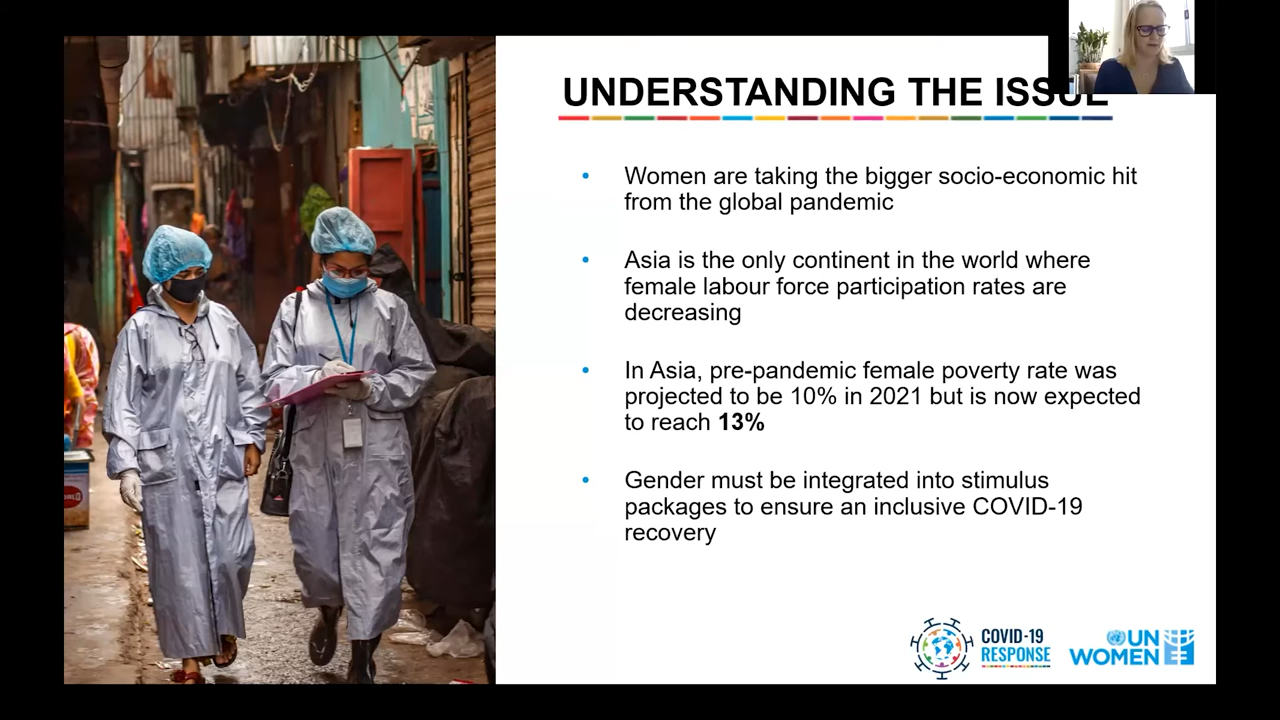 UNDERSTANDING THE ISSUE
• Women are taking the bigger socio-economic hit
from the global pandemic
• Asia is the only continent in the world where
female labour force participation rates are
decreasing
• In Asia, pre-pandemic female poverty rate was
projected to be 10% in 2021 but is now expected
to reach 13%
• Gender must be integrated into stimulus
packages to ensure an inclusive COVID-19
recovery
COVID-19
RESPONSE
UN
WOMEN